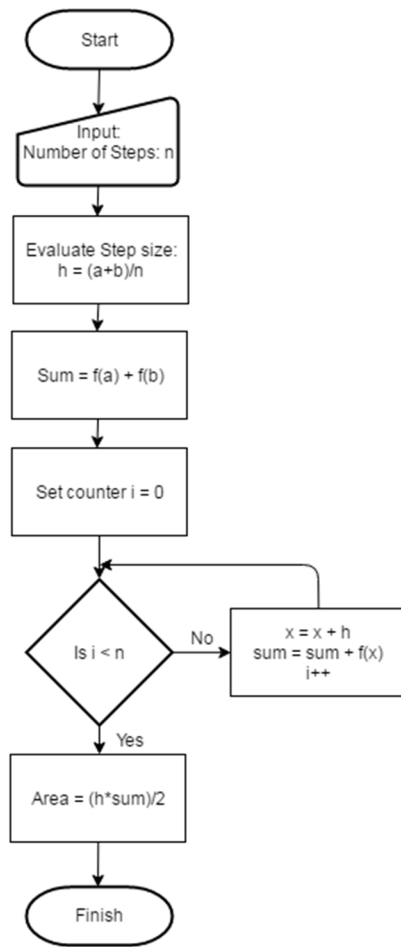 Start
Input:
Number of Steps: n
Evaluate Step size:
h = (a+b)/n
Sum = f(a) + f(b)
Set counter i = 0
Is i < n
No
x = x + h
sum = sum + f(x)
i++
Yes
Area = (h*sum)/2
Finish